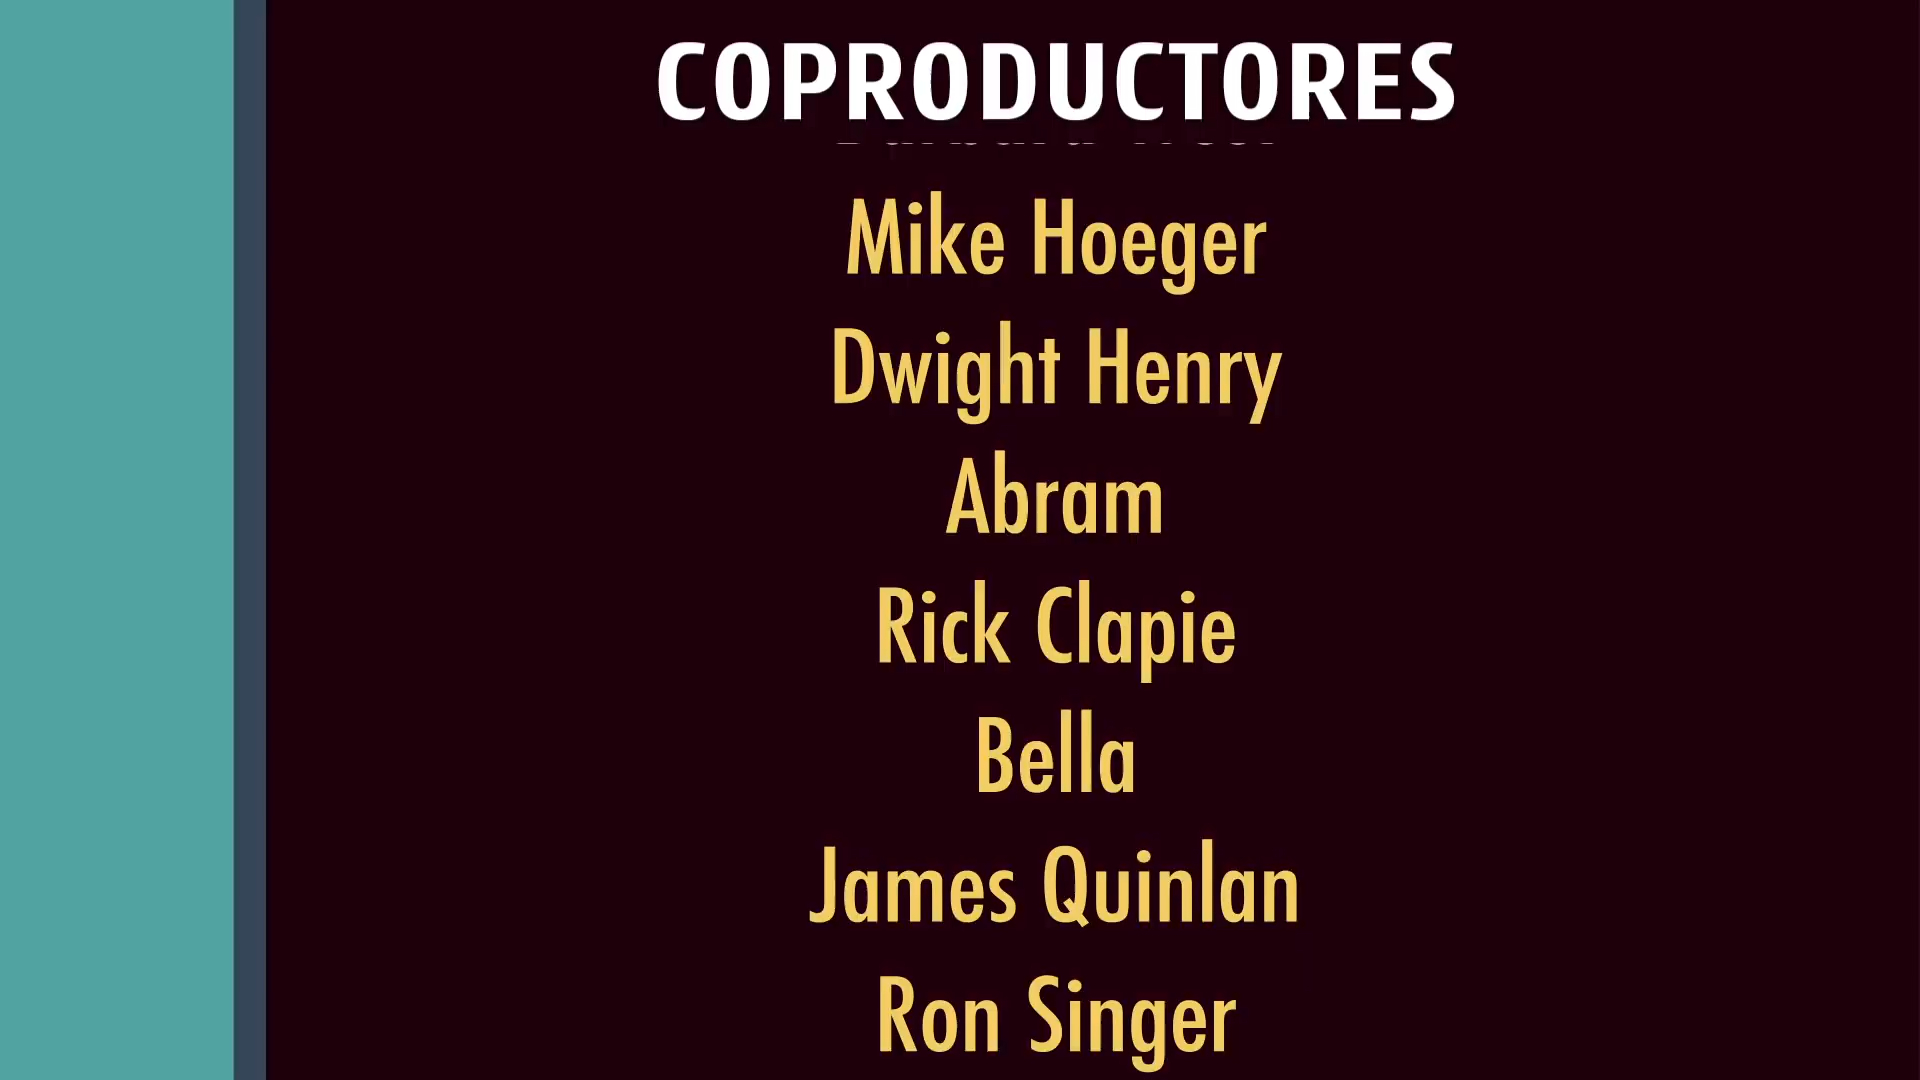 COPRODUCTORES
Mike Hoeger
Dwight Henry
Abram
Rick Clapie
Bella
James Quinlan
Ron Singer